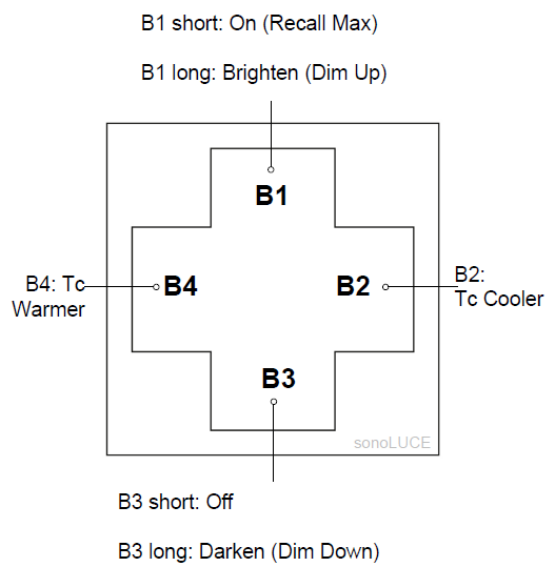 B1 short: On (Recall Max)
B1 long: Brighten (Dim Up)
B1
B4: Tc
Warmer
B4
B2
B2:
Tc Cooler
B3
sonoLUCE
B3 short: Off
B3 long: Darken (Dim Down)